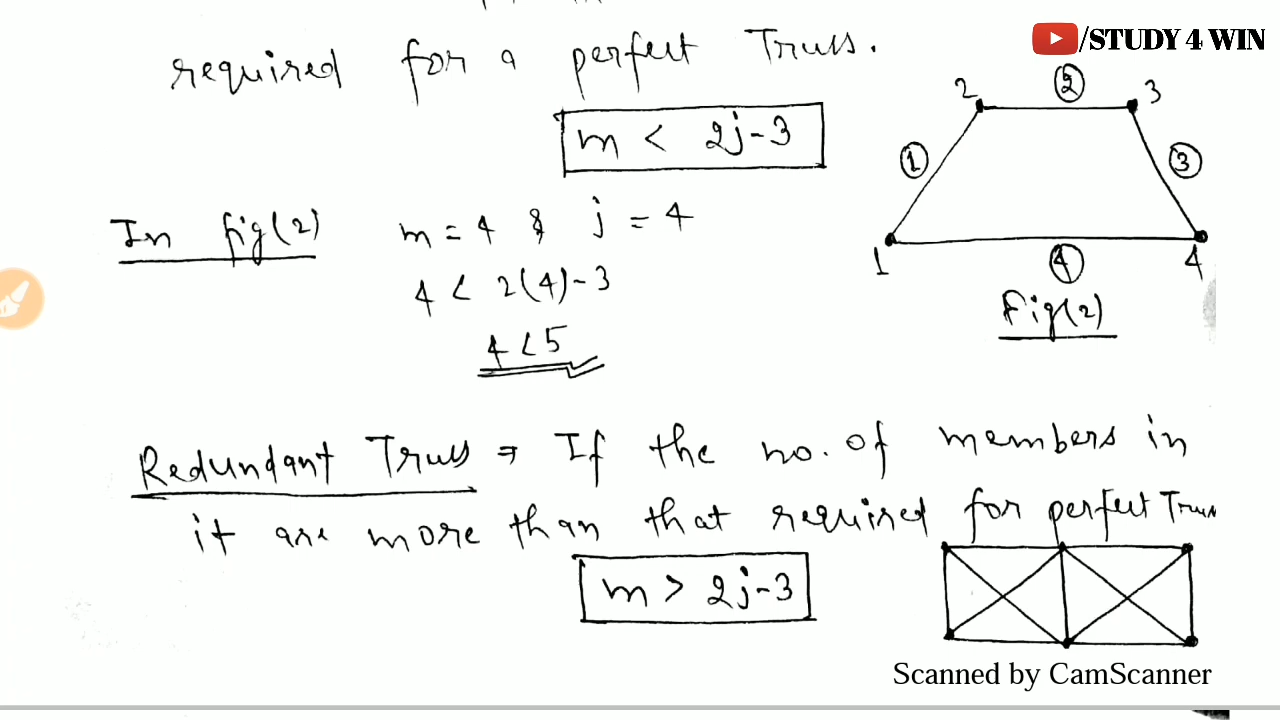 /STUDY 4 WIN
required for a perfect Truss.
m < 2j-3
2 ② 3
① ③
1 ④ 4
Fig(2)
In fig(2) m = 4 & j = 4
4 < 2(4)-3
4 < 5
Redundant Truss ⇒ If the no. of members in
it are more than that required for perfect Truss
m > 2j-3
Scanned by CamScanner